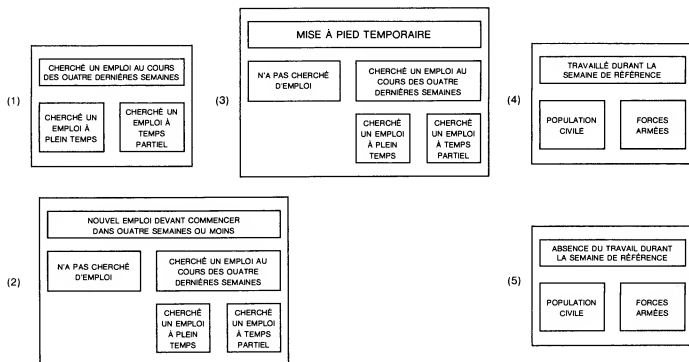 (1)
CHERCHÉ UN EMPLOI AU COURS
DES QUATRE DERNIÈRES SEMAINES
CHERCHÉ UN
EMPLOI À
PLEIN TEMPS
CHERCHÉ UN
EMPLOI À
TEMPS
PARTIEL
(2)
NOUVEL EMPLOI DEVANT COMMENCER
DANS QUATRE SEMAINES OU MOINS
N'A PAS CHERCHÉ
D'EMPLOI
CHERCHÉ UN EMPLOI AU
COURS DES QUATRE
DERNIÈRES SEMAINES
CHERCHÉ
UN EMPLOI
À PLEIN
TEMPS
CHERCHÉ
UN EMPLOI
À TEMPS
PARTIEL
(3)
MISE À PIED TEMPORAIRE
N'A PAS CHERCHÉ
D'EMPLOI
CHERCHÉ UN EMPLOI AU
COURS DES QUATRE
DERNIÈRES SEMAINES
CHERCHÉ
UN EMPLOI
À PLEIN
TEMPS
CHERCHÉ
UN EMPLOI
À TEMPS
PARTIEL
(4)
TRAVAILLÉ DURANT LA
SEMAINE DE RÉFÉRENCE
POPULATION
CIVILE
FORCES
ARMÉES
(5)
ABSENCE DU TRAVAIL DURANT
LA SEMAINE DE RÉFÉRENCE
POPULATION
CIVILE
FORCES
ARMÉES